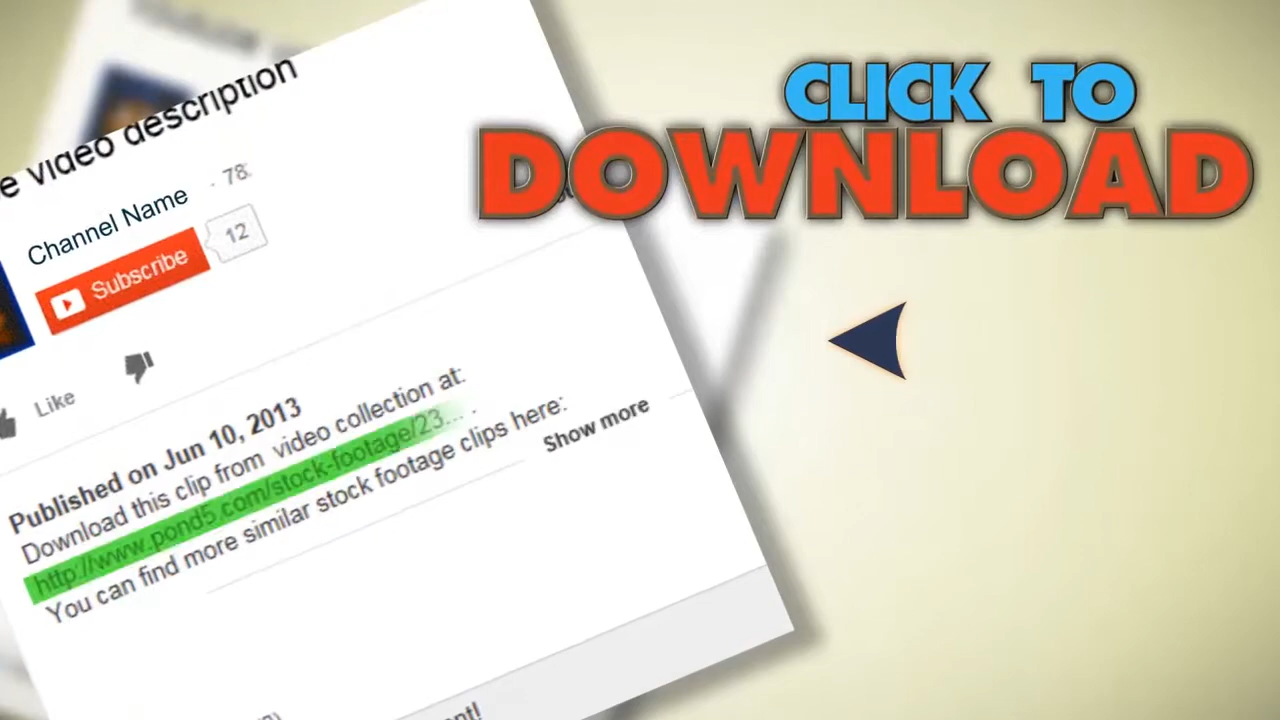 CLICK TO
DOWNLOAD
video description
Channel Name
Subscribe
12
Like
Published on Jun 10, 2013
Download this clip from video collection at:
http://www.pond5.com/stock-footage/23...
You can find more similar stock footage clips here:
Show more